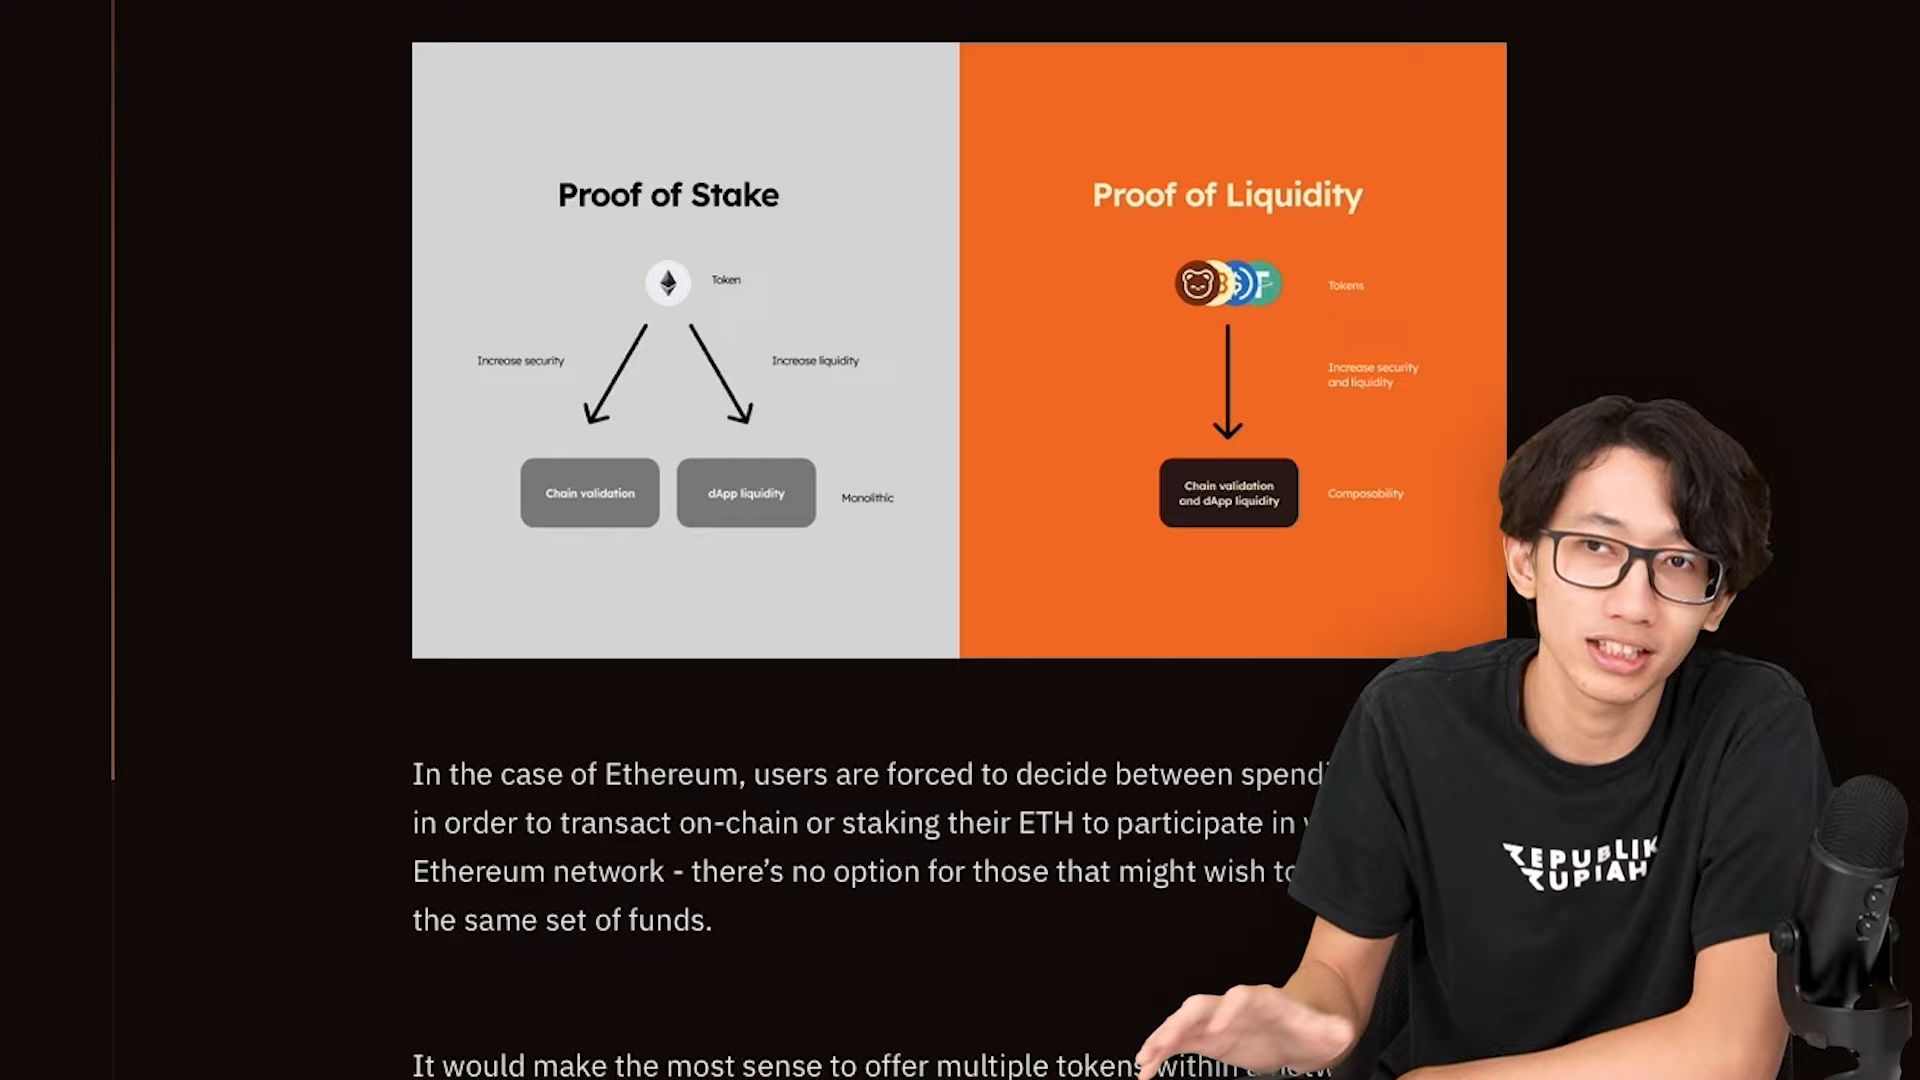 Proof of Stake
Proof of Liquidity
Token
Tokens
Increase security
Increase liquidity
Increase security
and liquidity
Chain validation
dApp liquidity
Monolithic
Chain validation
and dApp liquidity
Composability
In the case of Ethereum, users are forced to decide between
in order to transact on-chain or staking their ETH to participate in
Ethereum network - there's no option for those that might wish
the same set of funds.
It would make the most sense to offer multiple tokens within
REPUBLIK
RUPIAH